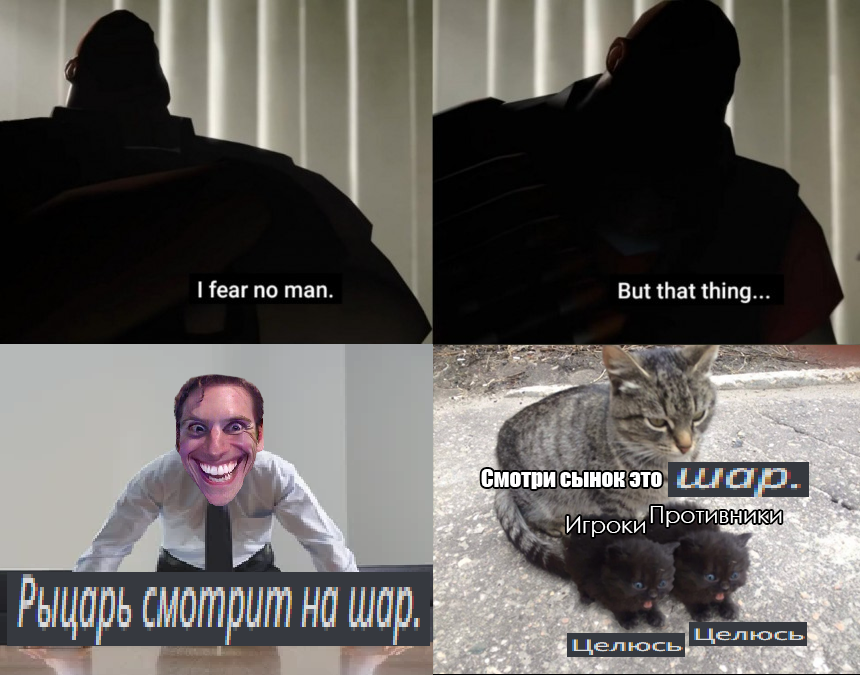 I fear no man.
But that thing...
Рыцарь смотрит на шар.
Смотри сынок это шар.
Игроки Противники
Целюсь Целюсь